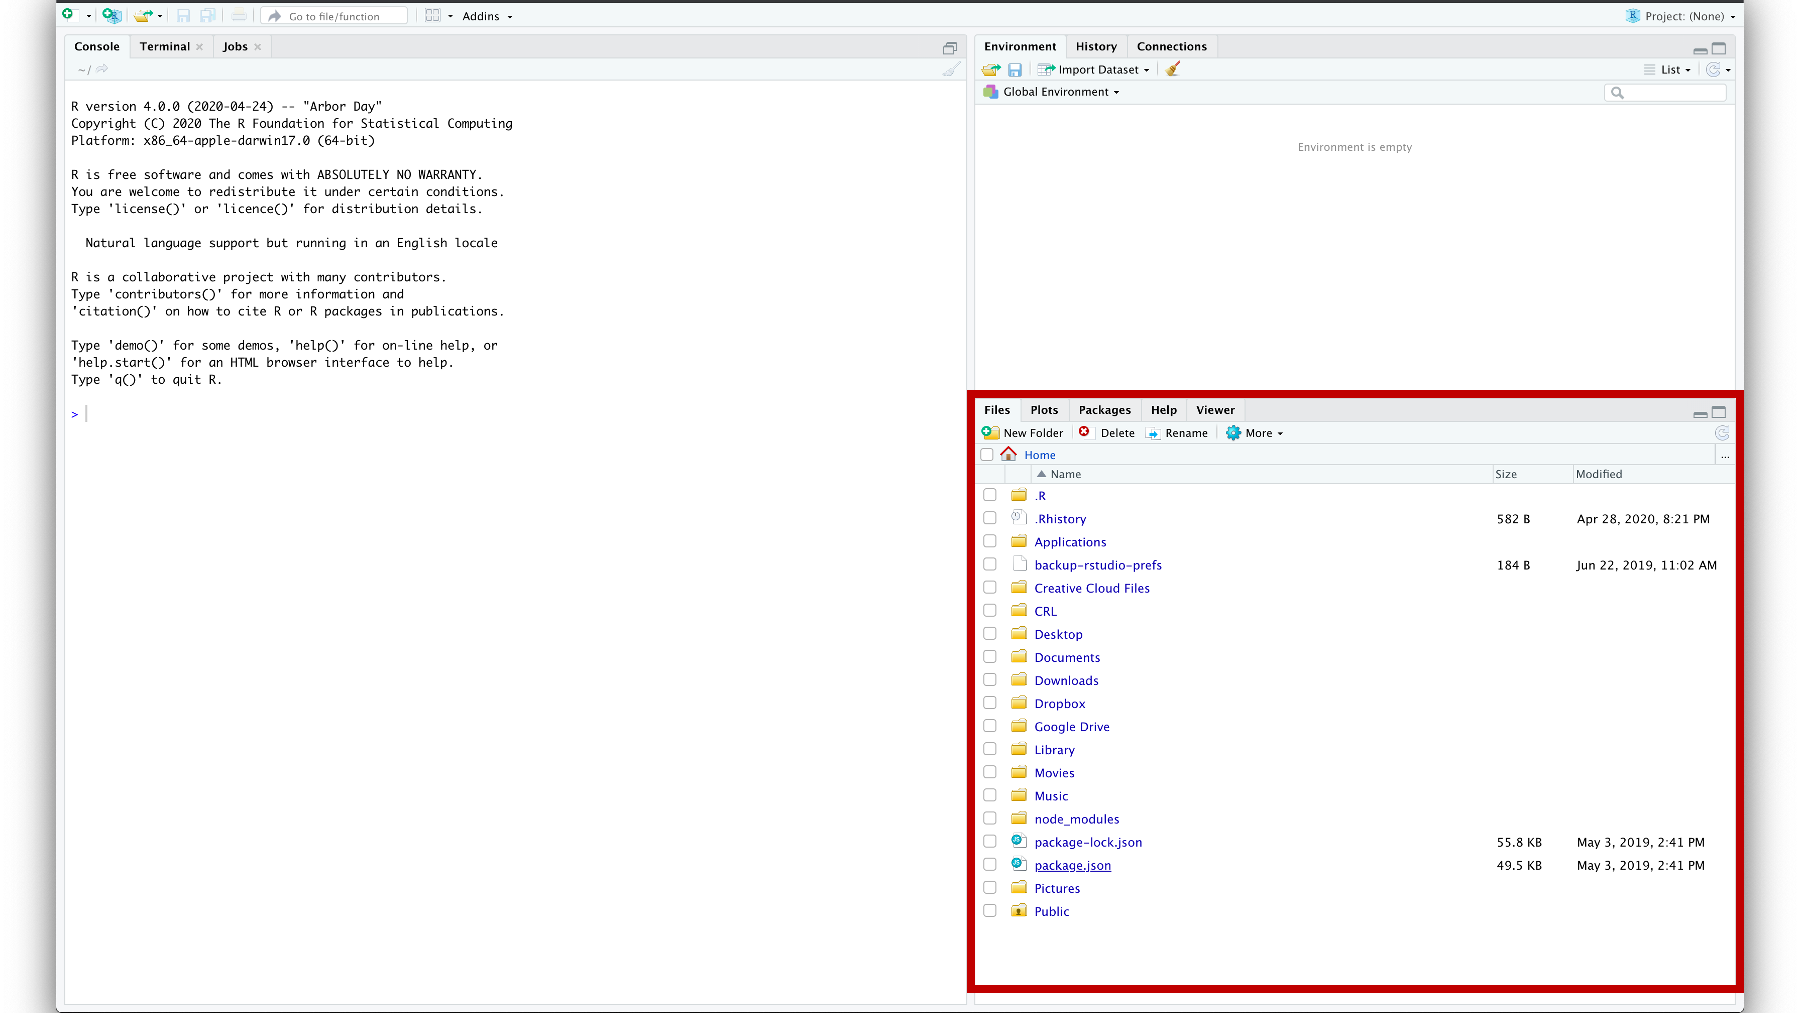 Go to file/function
Addins
Project: (None)
Console Terminal Jobs
~/
R version 4.0.0 (2020-04-24) -- "Arbor Day"
Copyright (C) 2020 The R Foundation for Statistical Computing
Platform: x86_64-apple-darwin17.0 (64-bit)
R is free software and comes with ABSOLUTELY NO WARRANTY.
You are welcome to redistribute it under certain conditions.
Type 'license()' or 'licence()' for distribution details.
Natural language support but running in an English locale
R is a collaborative project with many contributors.
Type 'contributors()' for more information and
'citation()' on how to cite R or R packages in publications.
Type 'demo()' for some demos, 'help()' for on-line help, or
'help.start()' for an HTML browser interface to help.
Type 'q()' to quit R.
>
Environment History Connections
Import Dataset List
Global Environment
Environment is empty
Files Plots Packages Help Viewer
New Folder Delete Rename More
Home ...
Name Size Modified
.R
.Rhistory 582 B Apr 28, 2020, 8:21 PM
Applications
backup-rstudio-prefs 184 B Jun 22, 2019, 11:02 AM
Creative Cloud Files
CRL
Desktop
Documents
Downloads
Dropbox
Google Drive
Library
Movies
Music
node_modules
package-lock.json 55.8 KB May 3, 2019, 2:41 PM
package.json 49.5 KB May 3, 2019, 2:41 PM
Pictures
Public